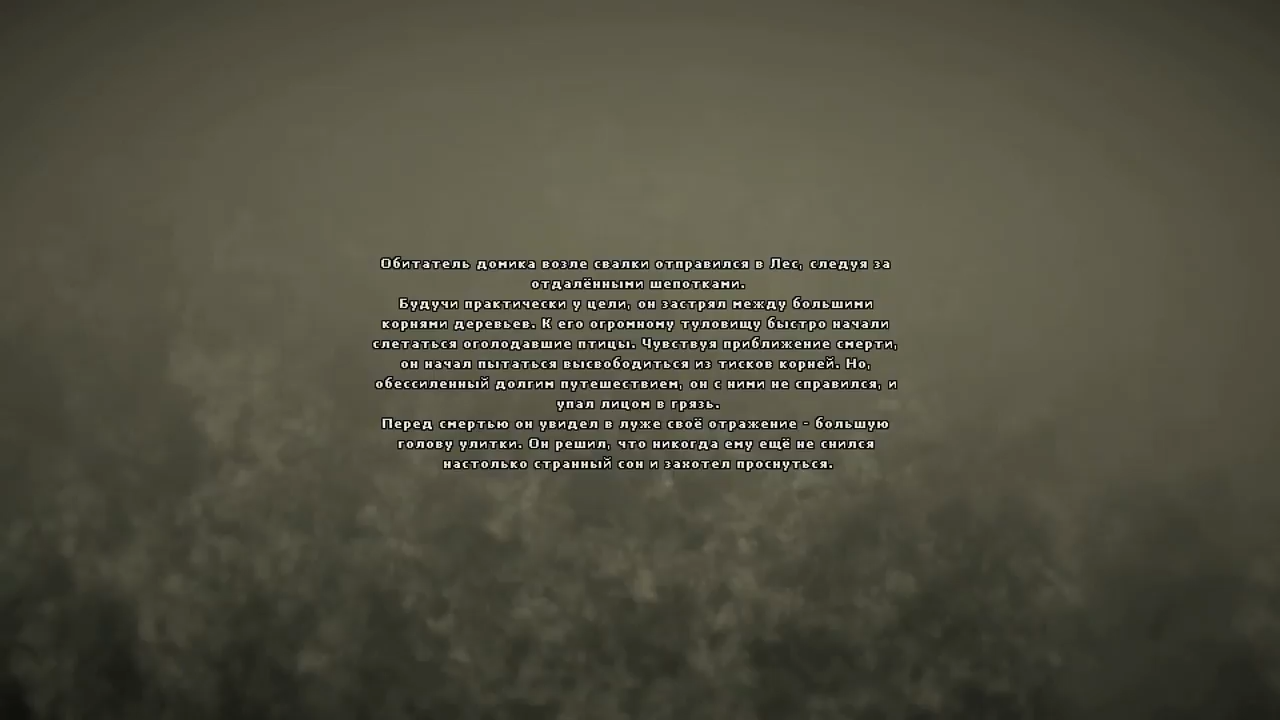 Обитатель домика возле свалки отправился в Лес, следуя за
отдалёнными шепотками.
Будучи практически у цели, он застрял между большими
корнями деревьев. К его огромному туловищу быстро начали
слетаться оголодавшие птицы. Чувствуя приближение смерти,
он начал пытаться высвободиться из тисков корней. Но,
обессиленный долгим путешествием, он с ними не справился, и
упал лицом в грязь.
Перед смертью он увидел в луже своё отражение - большую
голову улитки. Он решил, что никогда ему ещё не снился
настолько странный сон и захотел проснуться.